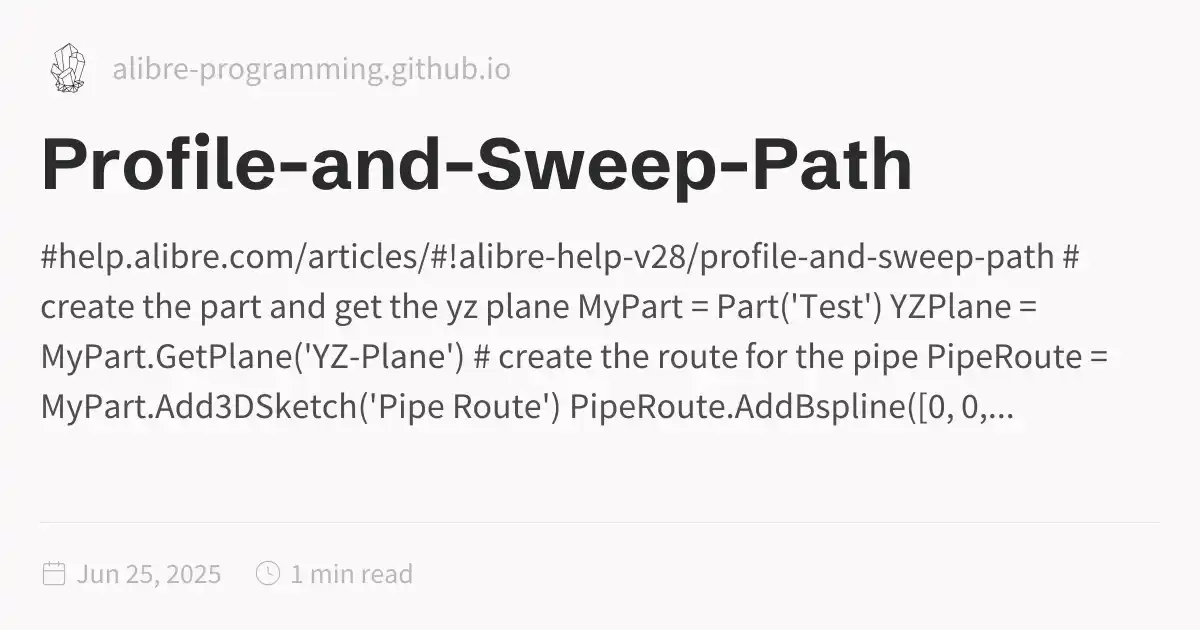 alibre-programming.github.io
Profile-and-Sweep-Path
#help.alibre.com/articles/#!alibre-help-v28/profile-and-sweep-path #
create the part and get the yz plane MyPart = Part('Test') YZPlane =
MyPart.GetPlane('YZ-Plane') # create the route for the pipe PipeRoute =
MyPart.Add3DSketch('Pipe Route') PipeRoute.AddBspline([0, 0,...
Jun 25, 2025 1 min read